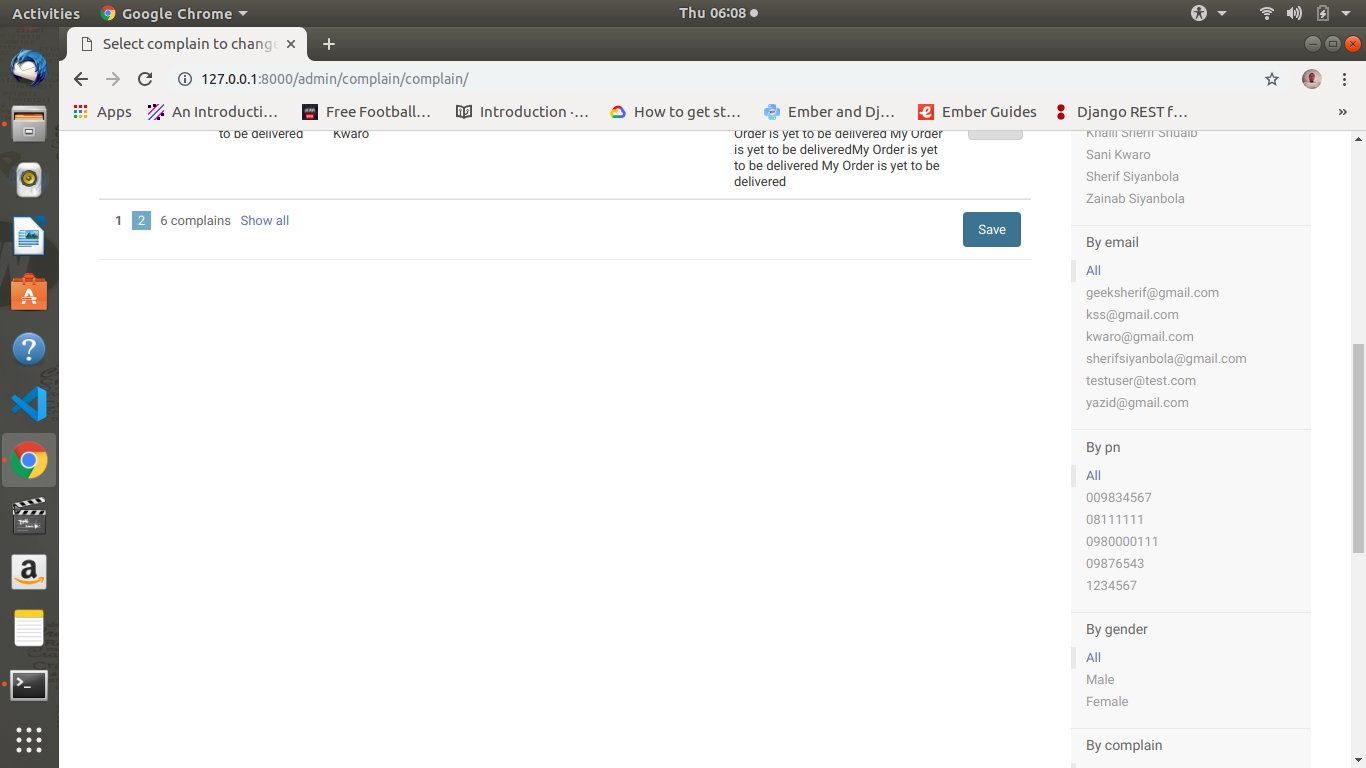 Activities
Google Chrome
Thu 06:08
Select complain to change
127.0.0.1:8000/admin/complain/complain/
Apps
An Introducti…
Free Football…
Introduction ·…
How to get st…
Ember and Dj…
Ember Guides
Django REST f…
»
to be delivered
Kwaro
Order is yet to be delivered My Order
is yet to be deliveredMy Order is yet
to be delivered My Order is yet to be
delivered
1 2 6 complains Show all
Save
Khalil Sherif Shuaib
Sani Kwaro
Sherif Siyanbola
Zainab Siyanbola
By email
All
geeksherif@gmail.com
kss@gmail.com
kwaro@gmail.com
sherifsiyanbola@gmail.com
testuser@test.com
yazid@gmail.com
By pn
All
009834567
08111111
0980000111
09876543
1234567
By gender
All
Male
Female
By complain